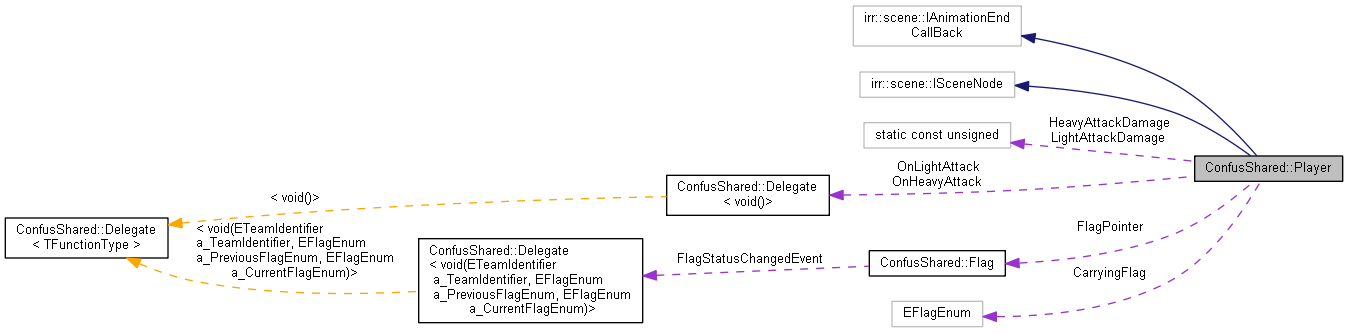 irr::scene::IAnimationEnd
CallBack
irr::scene::ISceneNode
static const unsigned
HeavyAttackDamage
LightAttackDamage
ConfusShared::Player
OnLightAttack
OnHeavyAttack
ConfusShared::Delegate
< void()>
< void()>
ConfusShared::Delegate
< TFunctionType >
< void(ETeamIdentifier
a_TeamIdentifier, EFlagEnum
a_PreviousFlagEnum, EFlagEnum
a_CurrentFlagEnum)>
ConfusShared::Delegate
< void(ETeamIdentifier
a_TeamIdentifier, EFlagEnum
a_PreviousFlagEnum, EFlagEnum
a_CurrentFlagEnum)>
FlagStatusChangedEvent
ConfusShared::Flag
FlagPointer
CarryingFlag
EFlagEnum